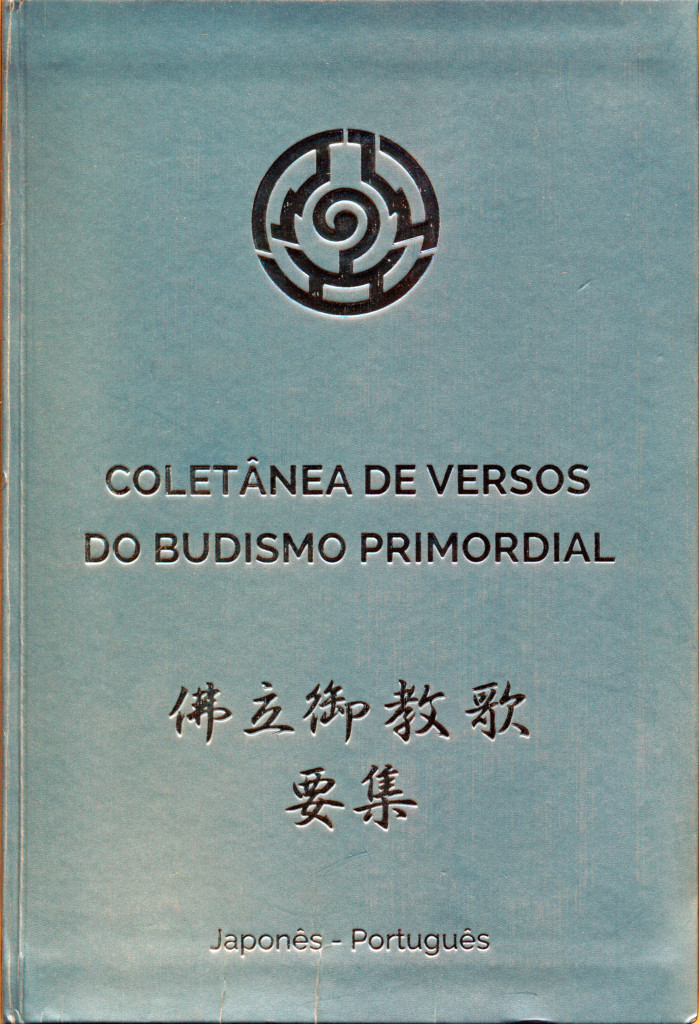 COLETÂNEA DE VERSOS
DO BUDISMO PRIMORDIAL
佛立御教歌
要集
Japonês - Português